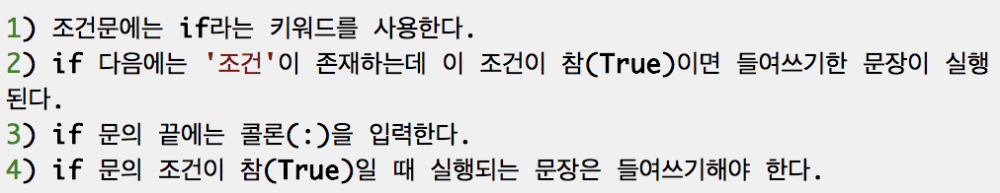 1) 조건문에는 if라는 키워드를 사용한다.
2) if 다음에는 '조건'이 존재하는데 이 조건이 참(True)이면 들여쓰기한 문장이 실행
된다.
3) if 문의 끝에는 콜론(:)을 입력한다.
4) if 문의 조건이 참(True)일 때 실행되는 문장은 들여쓰기해야 한다.